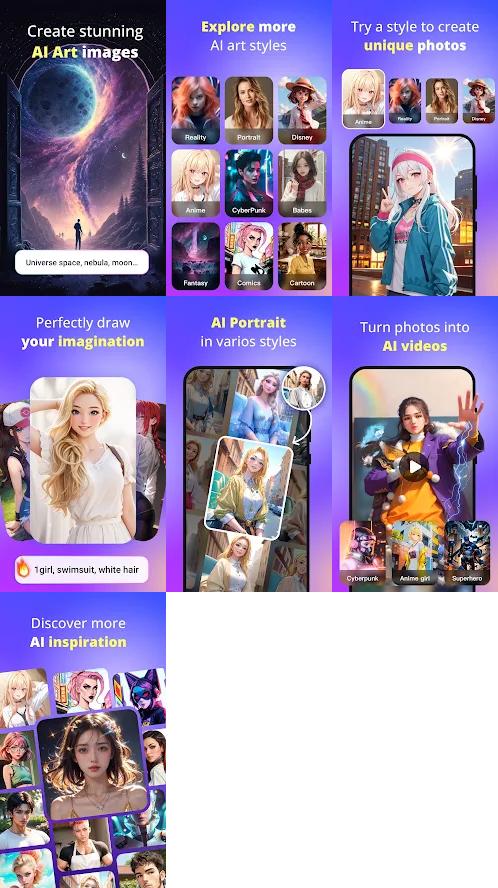 Create stunning
AI Art images
Universe space, nebula, moon...
Explore more
AI art styles
Reality
Portrait
Disney
Anime
CyberPunk
Babes
Fantasy
Comics
Cartoon
Try a style to create
unique photos
Anime
Reality
Portrait
Disney
Perfectly draw
your imagination
1girl, swimsuit, white hair
AI Portrait
in varios styles
Turn photos into
AI videos
Cyberpunk
Anime girl
Superhero
Discover more
AI inspiration